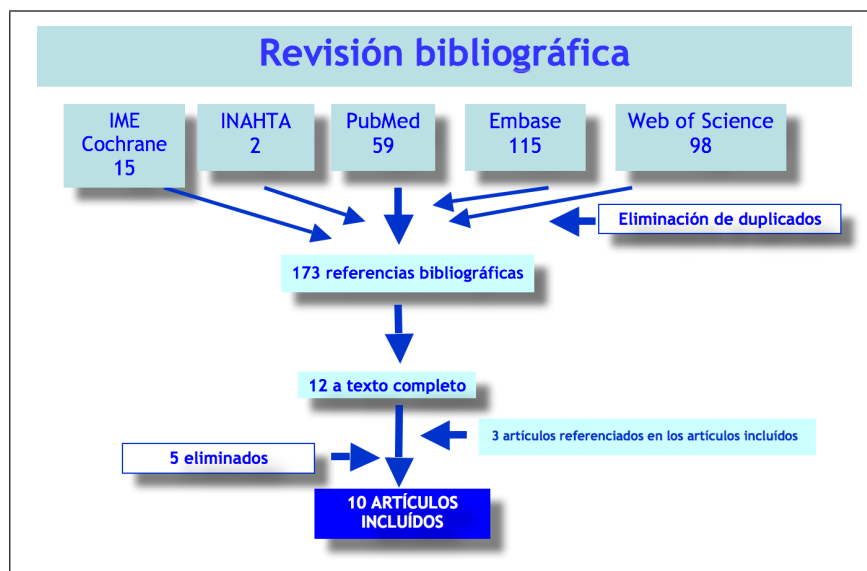 Revisión bibliográfica
IME
Cochrane
15
INAHTA
2
PubMed
59
Embase
115
Web of Science
98
Eliminación de duplicados
173 referencias bibliográficas
12 a texto completo
3 artículos referenciados en los artículos incluídos
5 eliminados
10 ARTÍCULOS
INCLUÍDOS